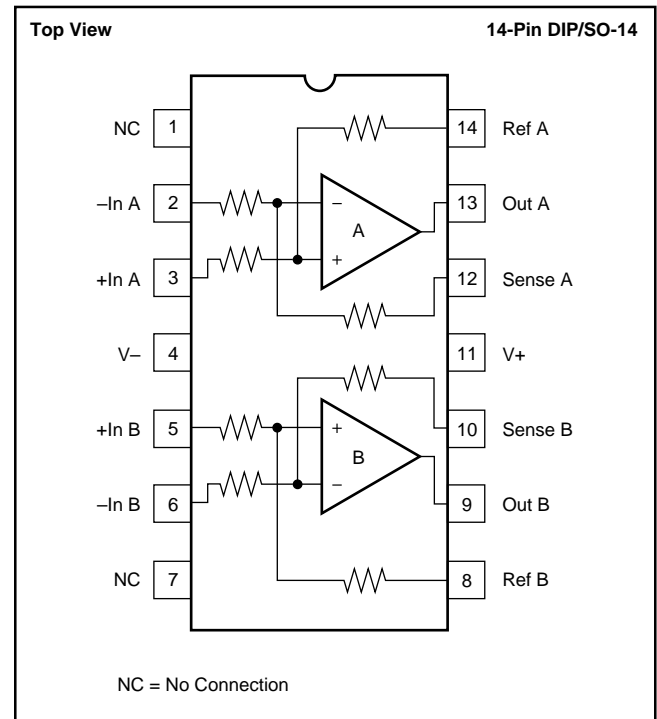 Top View 14-Pin DIP/SO-14
NC 1 14 Ref A
–In A 2 – 13 Out A
A
+In A 3 + 12 Sense A
V– 4 11 V+
+In B 5 + 10 Sense B
B
–In B 6 – 9 Out B
NC 7 8 Ref B
NC = No Connection